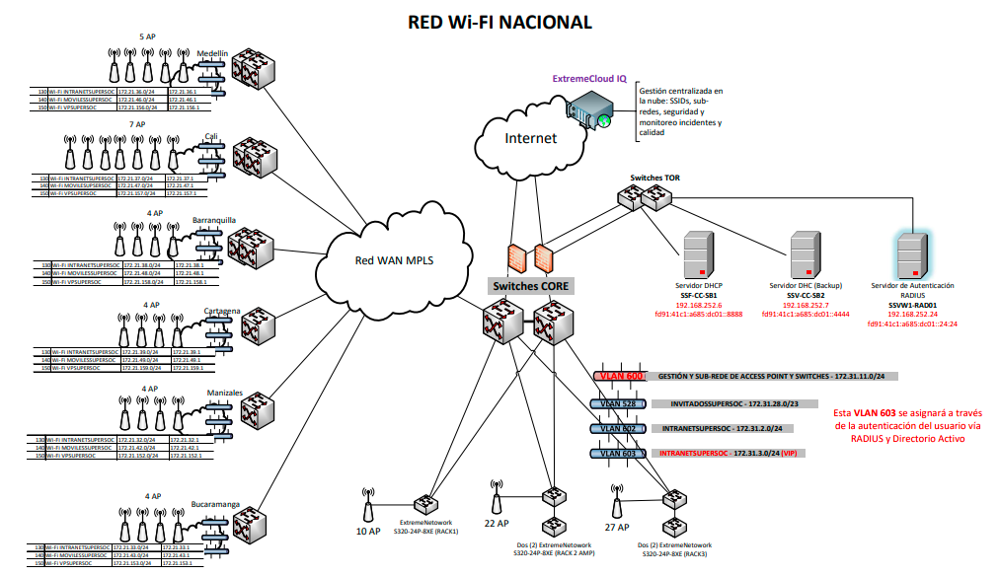 RED Wi-FI NACIONAL
5 AP
Medellín
130 Wi-Fi INTRANETSUPERSOC 172.21.36.0/24 172.21.36.1
140 Wi-Fi MOVILESSUPERSOC 172.21.46.0/24 172.21.46.1
150 Wi-Fi VPSUPERSOC 172.21.156.0/24 172.21.156.1
7 AP
Cali
130 Wi-Fi INTRANETSUPERSOC 172.21.37.0/24 172.21.37.1
140 Wi-Fi MOVILESSUPERSOC 172.21.47.0/24 172.21.47.1
150 Wi-Fi VPSUPERSOC 172.21.157.0/24 172.21.157.1
4 AP
Barranquilla
130 Wi-Fi INTRANETSUPERSOC 172.21.38.0/24 172.21.38.1
140 Wi-Fi MOVILESSUPERSOC 172.21.48.0/24 172.21.48.1
150 Wi-Fi VPSUPERSOC 172.21.158.0/24 172.21.158.1
4 AP
Cartagena
130 Wi-Fi INTRANETSUPERSOC 172.21.39.0/24 172.21.39.1
140 Wi-Fi MOVILESSUPERSOC 172.21.49.0/24 172.21.49.1
150 Wi-Fi VPSUPERSOC 172.21.159.0/24 172.21.159.1
4 AP
Manizales
130 Wi-Fi INTRANETSUPERSOC 172.21.32.0/24 172.21.32.1
140 Wi-Fi MOVILESSUPERSOC 172.21.42.0/24 172.21.42.1
150 Wi-Fi VPSUPERSOC 172.21.152.0/24 172.21.152.1
4 AP
Bucaramanga
130 Wi-Fi INTRANETSUPERSOC 172.21.33.0/24 172.21.33.1
140 Wi-Fi MOVILESSUPERSOC 172.21.43.0/24 172.21.43.1
150 Wi-Fi VPSUPERSOC 172.21.153.0/24 172.21.153.1
Red WAN MPLS
ExtremeCloud IQ
Internet
Gestión centralizada en
la nube: SSIDs, sub-
redes, seguridad y
monitoreo incidentes y
calidad
Switches TOR
Switches CORE
Servidor DHCP
SSF-CC-SB1
192.168.252.6
fd91:41c1:a685:dc01::8888
Servidor DHC (Backup)
SSV-CC-SB2
192.168.252.7
fd91:41c1:a685:dc01::4444
Servidor de Autenticación
RADIUS
SSVW1-RAD01
192.168.252.24
fd91:41c1:a685:dc01::24:24
VLAN 600 GESTIÓN Y SUB-REDE DE ACCESS POINT Y SWITCHES - 172.31.11.0/24
VLAN 528 INVITADOSSUPERSOC - 172.31.28.0/23
VLAN 602 INTRANETSUPERSOC - 172.31.2.0/24
VLAN 603 INTRANETSUPERSOC - 172.31.3.0/24 (VIP)
Esta VLAN 603 se asignará a través
de la autenticación del usuario vía
RADIUS y Directorio Activo
10 AP
ExtremeNetowork
5320-24P-8XE (RACK1)
22 AP
Dos (2) ExtremeNetowork
5320-24P-8XE (RACK 2 AMP)
27 AP
Dos (2) ExtremeNetowork
5320-24P-8XE (RACK3)